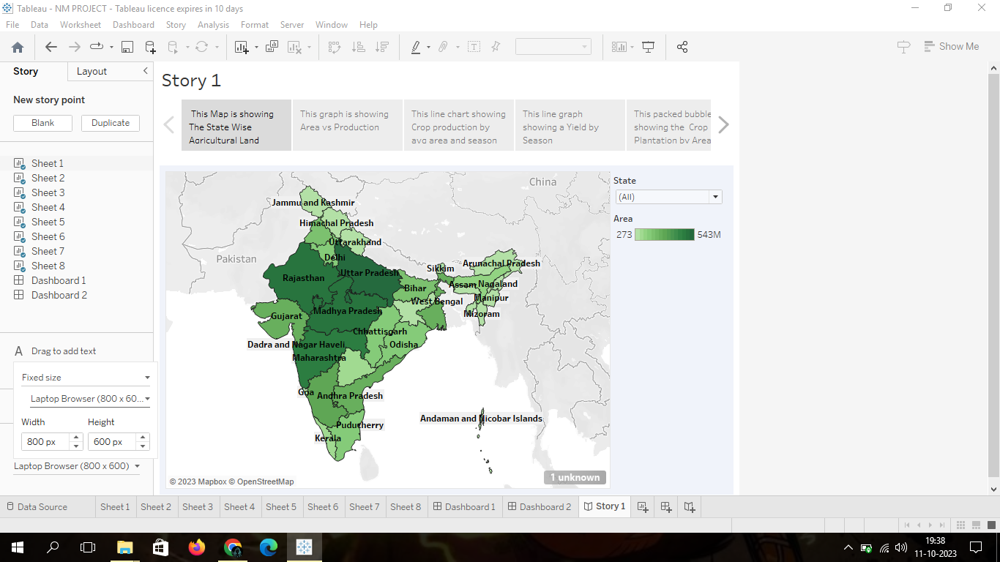 Tableau - NM PROJECT - Tableau licence expires in 10 days
File Data Worksheet Dashboard Story Analysis Format Server Window Help
Show Me
Story Layout
New story point
Blank Duplicate
Sheet 1
Sheet 2
Sheet 3
Sheet 4
Sheet 5
Sheet 6
Sheet 7
Sheet 8
Dashboard 1
Dashboard 2
A Drag to add text
Fixed size
Laptop Browser (800 x 60...
Width Height
800 px 600 px
Laptop Browser (800 x 600)
Story 1
This Map is showing
The State Wise
Agricultural Land
This graph is showing
Area vs Production
This line chart showing
Crop production by
avg area and season
This line graph
showing a Yield by
Season
This packed bubble
showing the Crop
Plantation by Area
China
Jammu and Kashmir
Himachal Pradesh
Uttarakhand
Pakistan
Delhi
Arunachal Pradesh
Sikkim
Uttar Pradesh
Rajasthan
Assam Nagaland
Bihar
Manipur
West Bengal
Madhya Pradesh
Mizoram
Gujarat
Chhattisgarh
Dadra and Nagar Haveli
Odisha
Maharashtra
Goa
Andhra Pradesh
Andaman and Nicobar Islands
Puducherry
Kerala
© 2023 Mapbox © OpenStreetMap
1 unknown
State
(All)
Area
273 543M
Data Source Sheet 1 Sheet 2 Sheet 3 Sheet 4 Sheet 5 Sheet 6 Sheet 7 Sheet 8 Dashboard 1 Dashboard 2 Story 1
19:38
11-10-2023